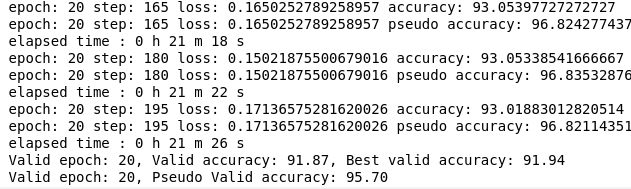 epoch: 20 step: 165 loss: 0.1650252789258957 accuracy: 93.05397727272727
epoch: 20 step: 165 loss: 0.1650252789258957 pseudo accuracy: 96.824277437
elapsed time : 0 h 21 m 18 s
epoch: 20 step: 180 loss: 0.15021875500679016 accuracy: 93.05338541666667
epoch: 20 step: 180 loss: 0.15021875500679016 pseudo accuracy: 96.83532876
elapsed time : 0 h 21 m 22 s
epoch: 20 step: 195 loss: 0.17136575281620026 accuracy: 93.01883012820514
epoch: 20 step: 195 loss: 0.17136575281620026 pseudo accuracy: 96.82114351
elapsed time : 0 h 21 m 26 s
Valid epoch: 20, Valid accuracy: 91.87, Best valid accuracy: 91.94
Valid epoch: 20, Pseudo Valid accuracy: 95.70